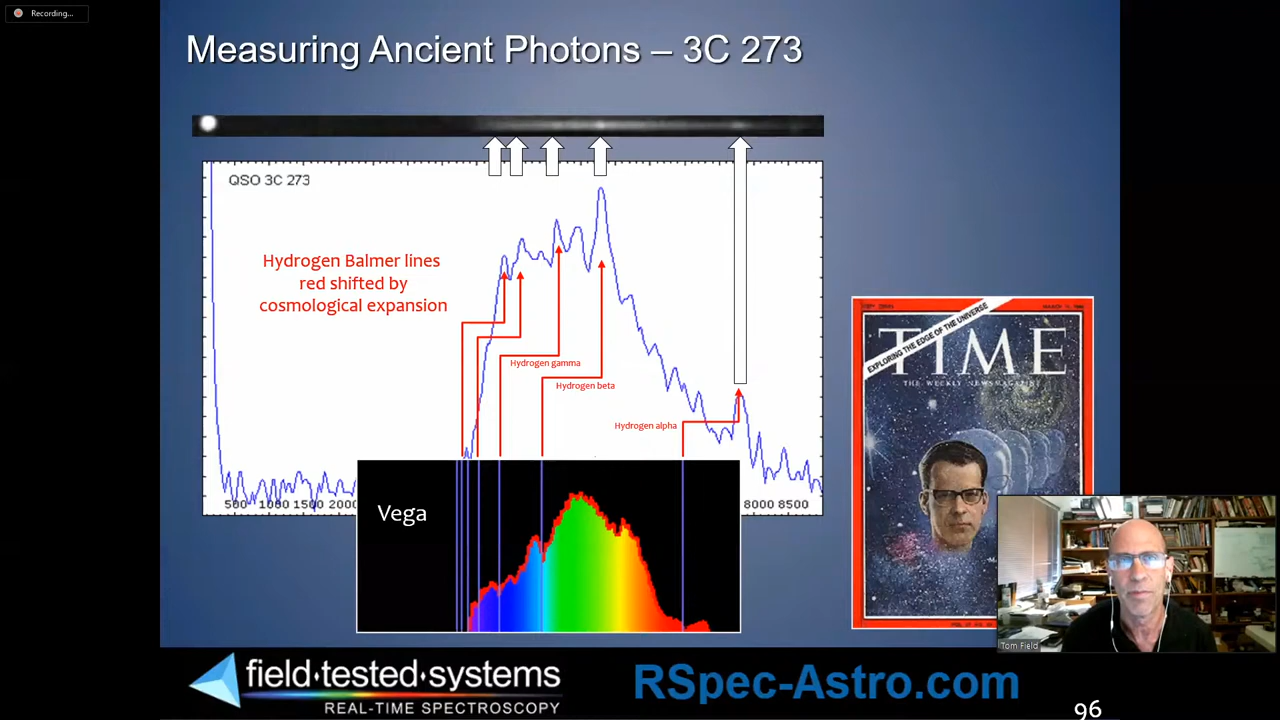 Recording...
Measuring Ancient Photons – 3C 273
QSO 3C 273
Hydrogen Balmer lines
red shifted by
cosmological expansion
Hydrogen gamma
Hydrogen beta
Hydrogen alpha
500 1000 1500 1000
8000 8500
Vega
EXPLORING THE EDGE OF THE UNIVERSE
TIME
THE WEEKLY NEWSMAGAZINE
Tom Field
field·tested·systems
REAL-TIME SPECTROSCOPY
RSpec-Astro.com
96